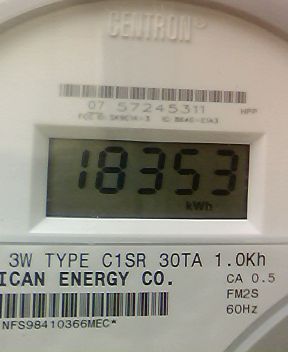 CENTRON®
07 57245311
HPP
18353
kWh
3W TYPE C1SR 30TA 1.0Kh
ICAN ENERGY CO.
CA 0.5
FM2S
60Hz
NFS98410366MEC*